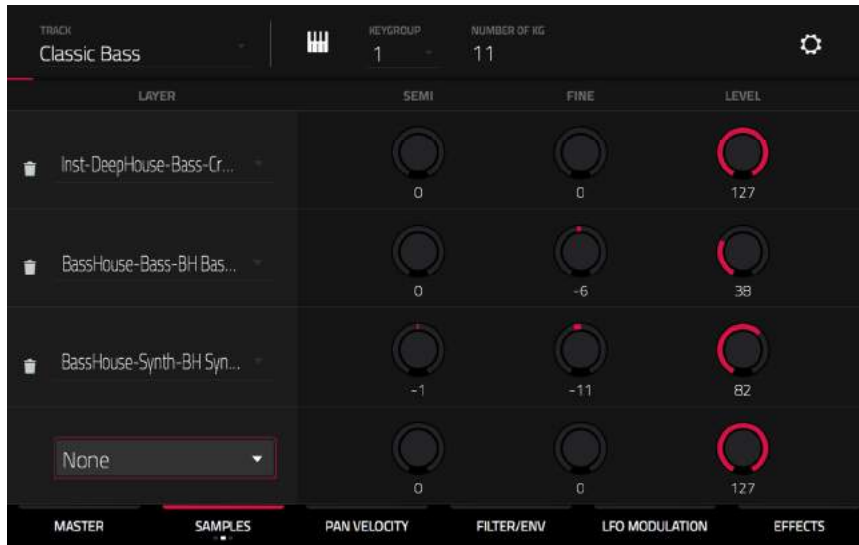 TRACK KEYGROUP NUMBER OF KG
Classic Bass 1 11
LAYER SEMI FINE LEVEL
Inst-DeepHouse-Bass-Cr...
0 0 127
BassHouse-Bass-BH Bas...
0 -6 38
BassHouse-Synth-BH Syn...
-1 -11 82
None
0 0 127
MASTER SAMPLES PAN VELOCITY FILTER/ENV LFO MODULATION EFFECTS